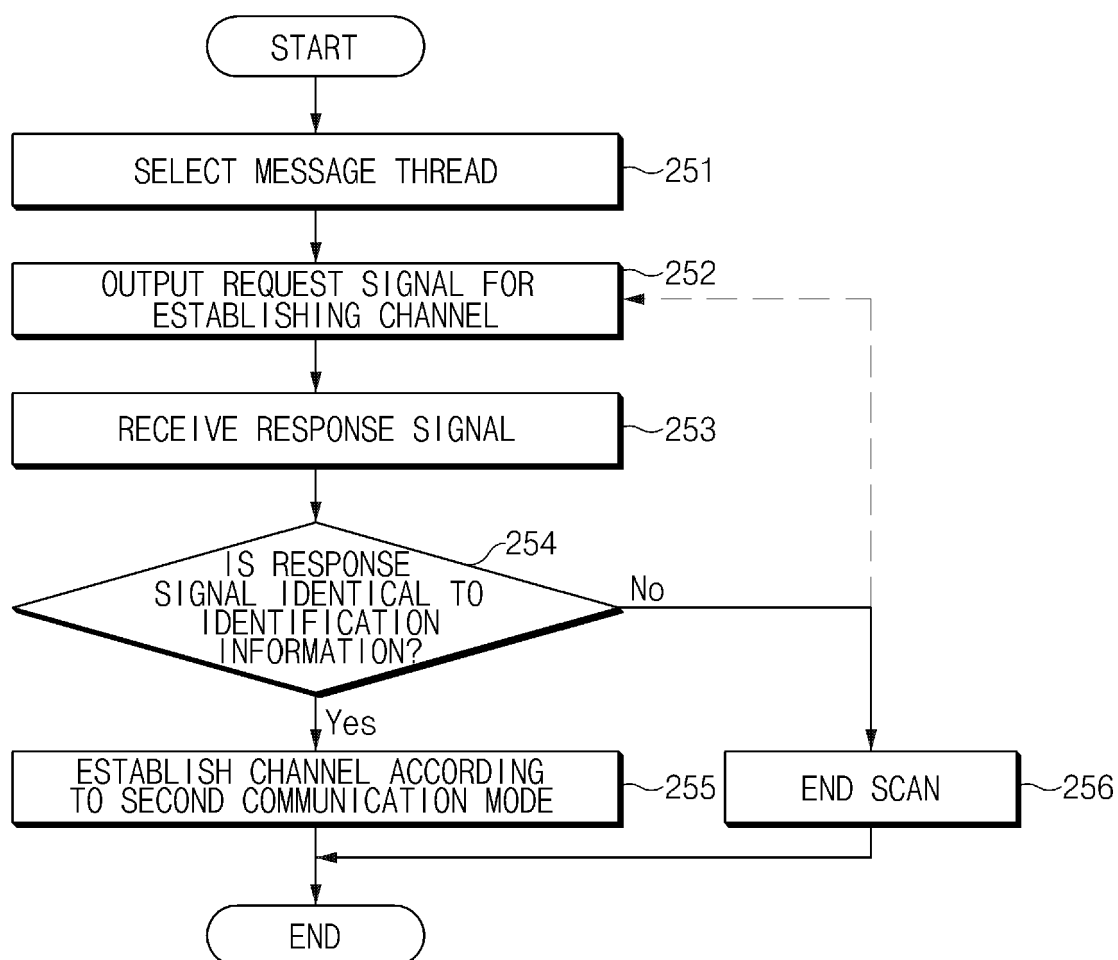 START
SELECT MESSAGE THREAD
251
OUTPUT REQUEST SIGNAL FOR
ESTABLISHING CHANNEL
252
RECEIVE RESPONSE SIGNAL
253
IS RESPONSE
SIGNAL IDENTICAL TO
IDENTIFICATION
INFORMATION?
254
No
Yes
ESTABLISH CHANNEL ACCORDING
TO SECOND COMMUNICATION MODE
255
END SCAN
256
END